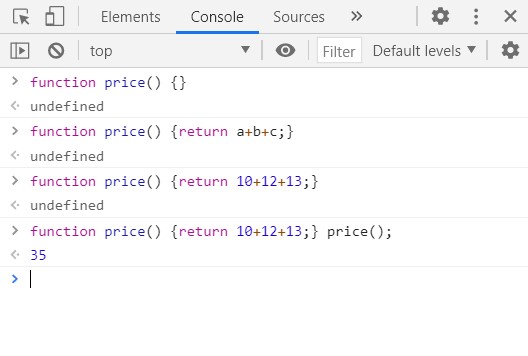 Elements Console Sources »
top Filter Default levels
function price() {}
undefined
function price() {return a+b+c;}
undefined
function price() {return 10+12+13;}
undefined
function price() {return 10+12+13;} price();
35